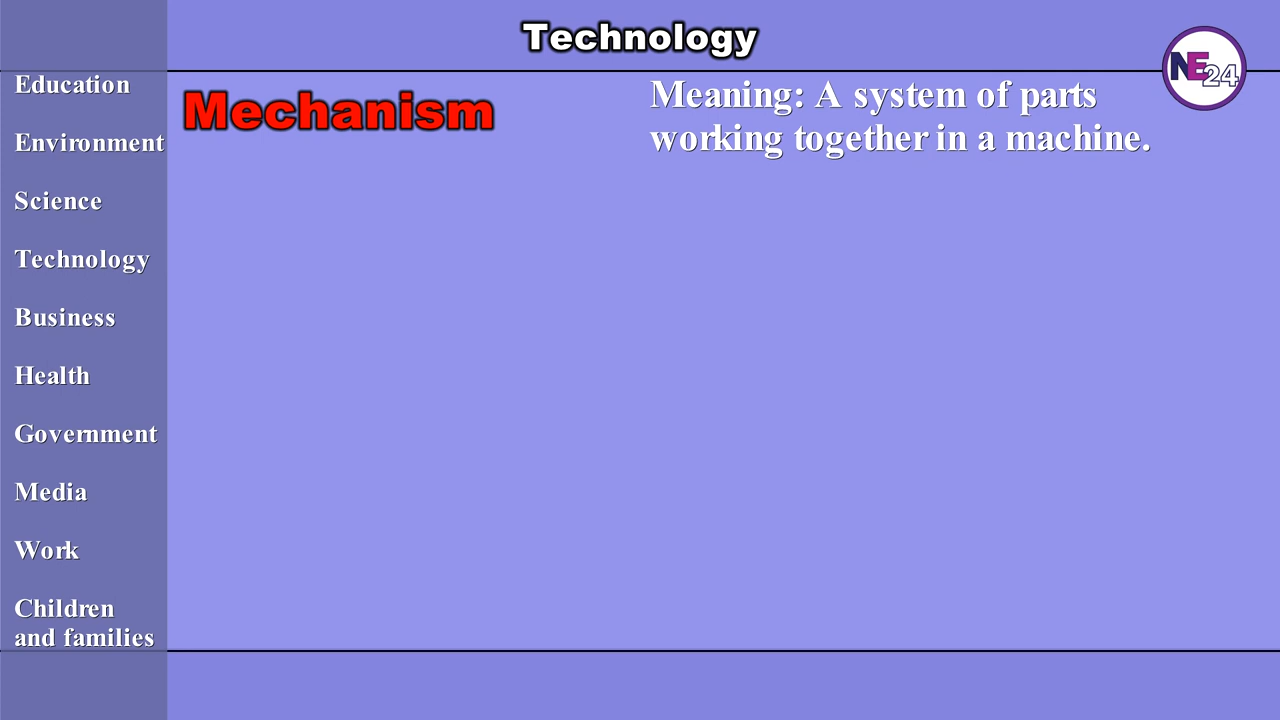 Technology
NE24
Education
Environment
Science
Technology
Business
Health
Government
Media
Work
Children
and families
Mechanism
Meaning: A system of parts
working together in a machine.